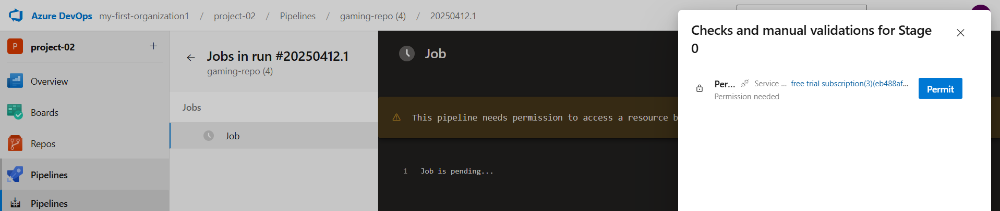 Azure DevOps my-first-organization1 / project-02 / Pipelines / gaming-repo (4) / 20250412.1
P project-02 +
Overview
Boards
Repos
Pipelines
Pipelines
Jobs in run #20250412.1
gaming-repo (4)
Jobs
Job
Job
This pipeline needs permission to access a resource b
1 Job is pending...
Checks and manual validations for Stage
0
Per... Service ... free trial subscription(3)(eb488af...
Permission needed
Permit